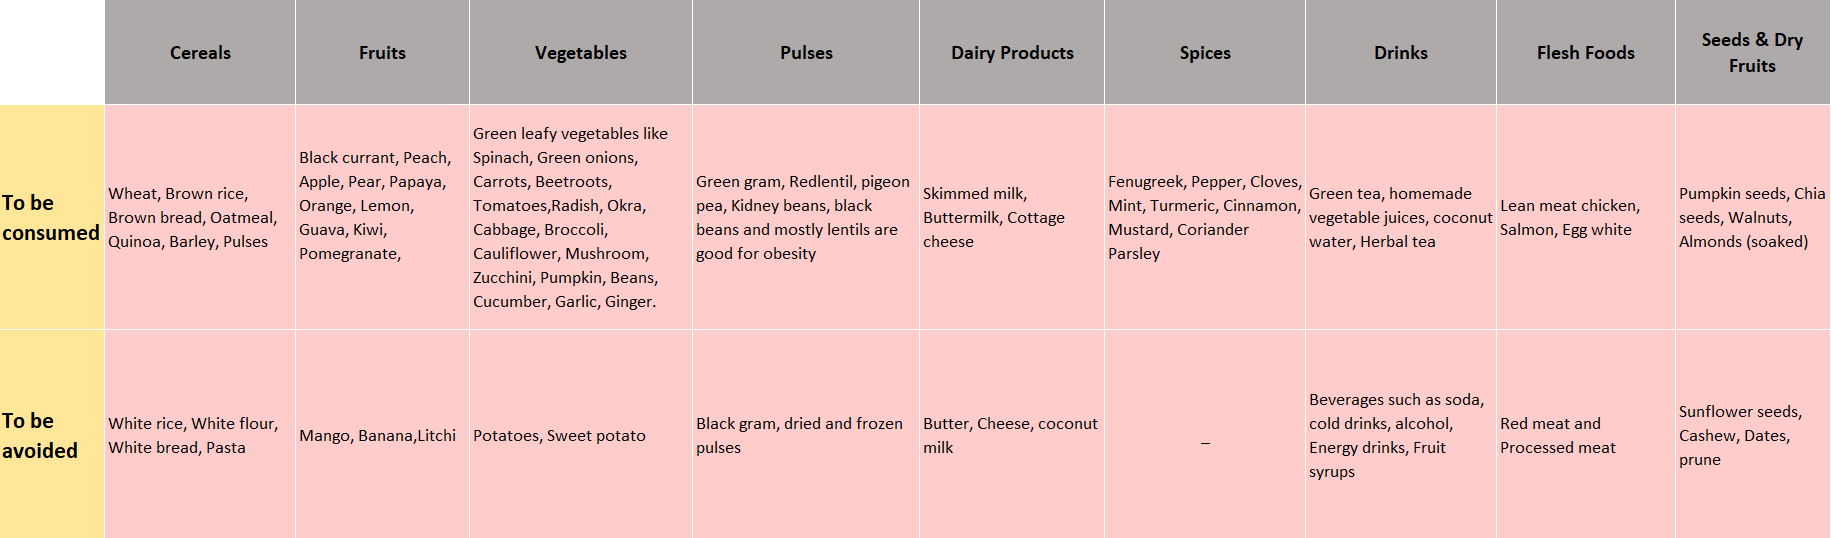 Cereals
Fruits
Vegetables
Pulses
Dairy Products
Spices
Drinks
Flesh Foods
Seeds & Dry
Fruits
To be
consumed
Wheat, Brown rice,
Brown bread, Oatmeal,
Quinoa, Barley, Pulses
Black currant, Peach,
Apple, Pear, Papaya,
Orange, Lemon,
Guava, Kiwi,
Pomegranate,
Green leafy vegetables like
Spinach, Green onions,
Carrots, Beetroots,
Tomatoes,Radish, Okra,
Cabbage, Broccoli,
Cauliflower, Mushroom,
Zucchini, Pumpkin, Beans,
Cucumber, Garlic, Ginger.
Green gram, Redlentil, pigeon
pea, Kidney beans, black
beans and mostly lentils are
good for obesity
Skimmed milk,
Buttermilk, Cottage
cheese
Fenugreek, Pepper, Cloves,
Mint, Turmeric, Cinnamon,
Mustard, Coriander
Parsley
Green tea, homemade
vegetable juices, coconut
water, Herbal tea
Lean meat chicken,
Salmon, Egg white
Pumpkin seeds, Chia
seeds, Walnuts,
Almonds (soaked)
To be
avoided
White rice, White flour,
White bread, Pasta
Mango, Banana,Litchi
Potatoes, Sweet potato
Black gram, dried and frozen
pulses
Butter, Cheese, coconut
milk
_
Beverages such as soda,
cold drinks, alcohol,
Energy drinks, Fruit
syrups
Red meat and
Processed meat
Sunflower seeds,
Cashew, Dates,
prune